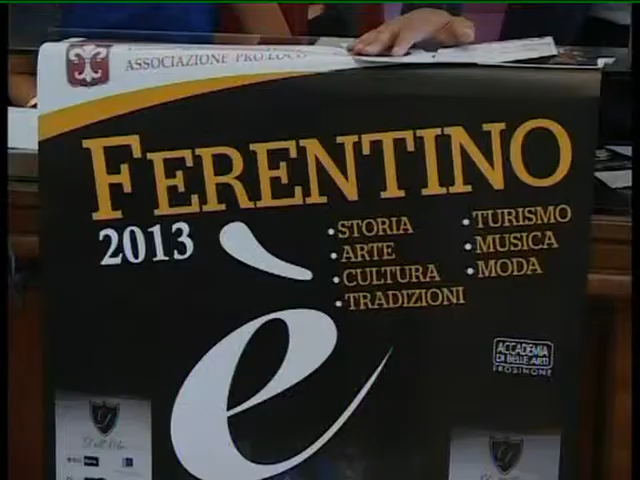 ASSOCIAZIONE PRO LOCO
FERENTINO
2013
• STORIA
• ARTE
• CULTURA
• TRADIZIONI
• TURISMO
• MUSICA
• MODA
è
ACCADEMIA
DI BELLE ARTI
FROSINONE